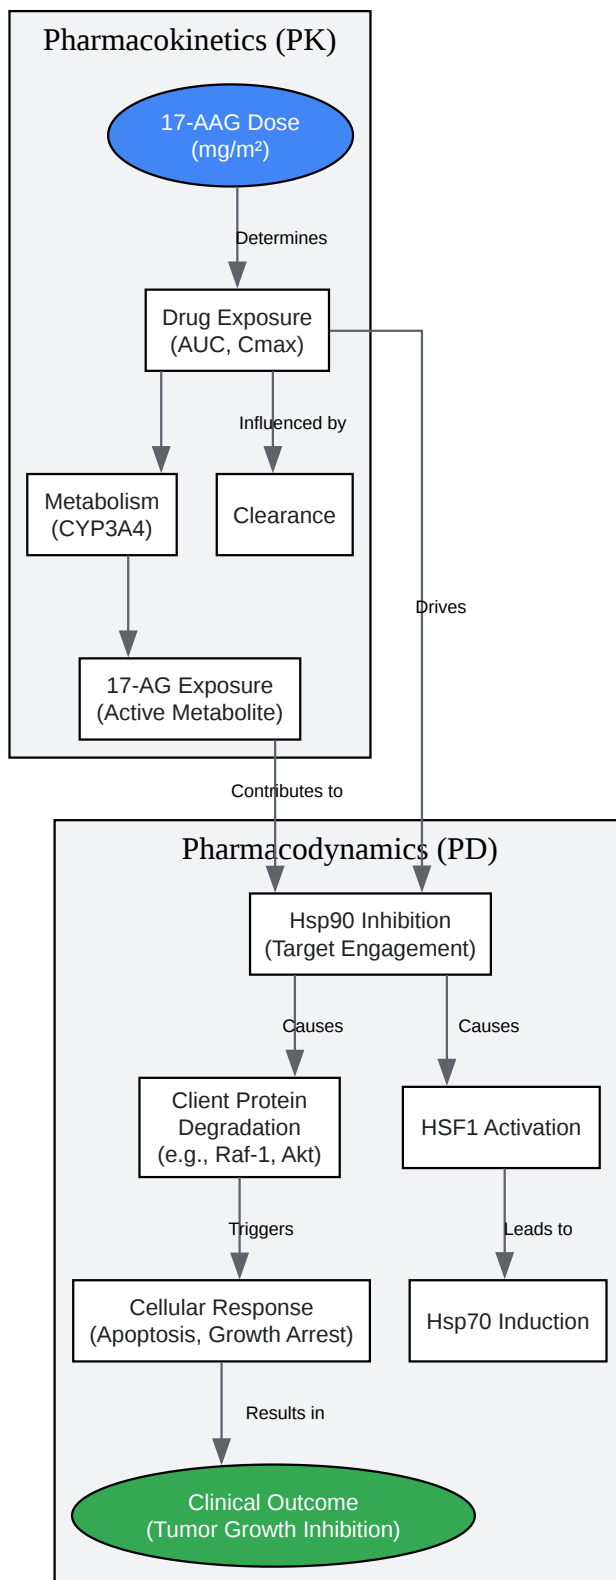 Pharmacokinetics (PK)
17-AAG Dose
(mg/m²)
Determines
Drug Exposure
(AUC, Cmax)
Influenced by
Metabolism
(CYP3A4)
Clearance
Drives
17-AG Exposure
(Active Metabolite)
Contributes to
Pharmacodynamics (PD)
Hsp90 Inhibition
(Target Engagement)
Causes
Causes
Client Protein
Degradation
(e.g., Raf-1, Akt)
HSF1 Activation
Triggers
Leads to
Cellular Response
(Apoptosis, Growth Arrest)
Hsp70 Induction
Results in
Clinical Outcome
(Tumor Growth Inhibition)